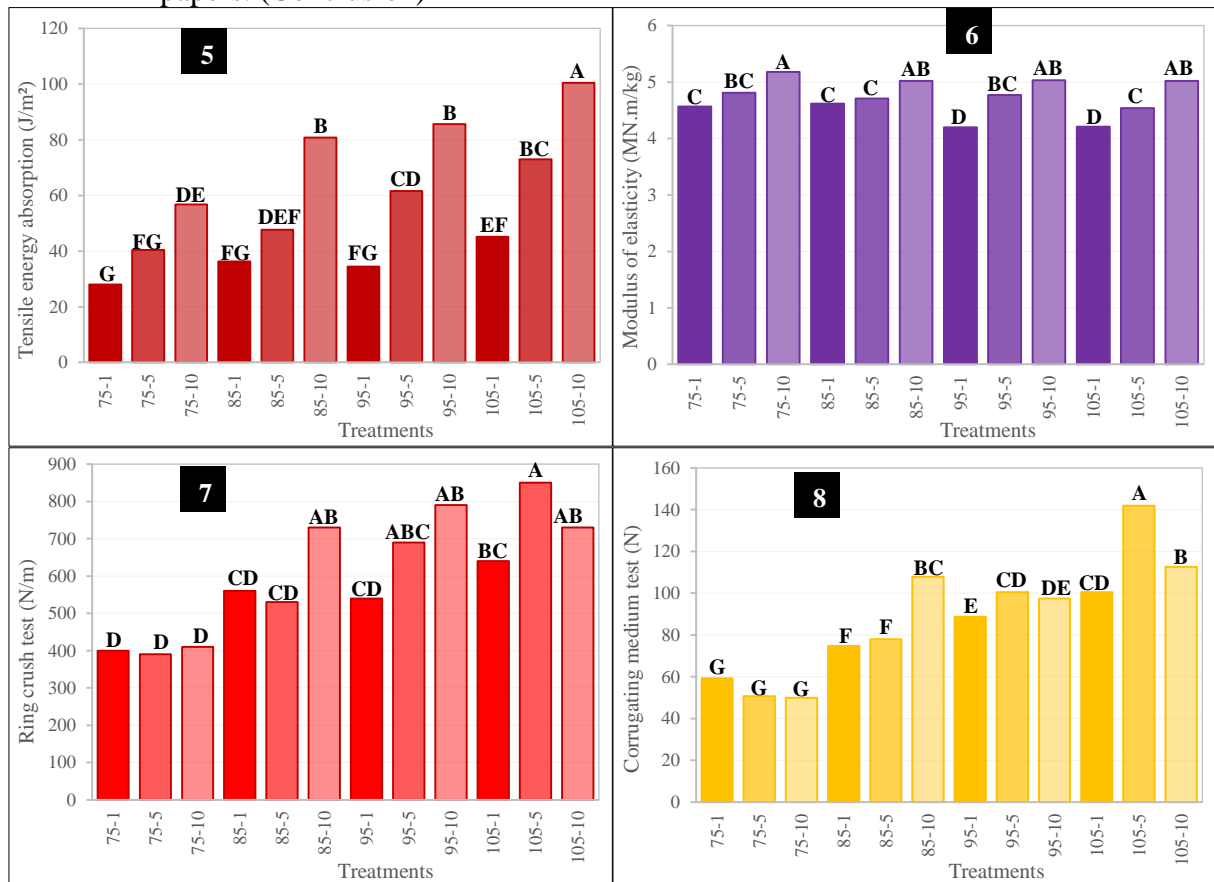 papers. (Conclusion)
5
Tensile energy absorption (J/m²)
120
100
80
60
40
20
0
G
FG
DE
FG
DEF
B
FG
CD
B
EF
BC
A
75-1
75-5
75-10
85-1
85-5
85-10
95-1
95-5
95-10
105-1
105-5
105-10
Treatments
6
Modulus of elasticity (MN.m/kg)
6
5
4
3
2
1
0
C
BC
A
C
C
AB
D
BC
AB
D
C
AB
75-1
75-5
75-10
85-1
85-5
85-10
95-1
95-5
95-10
105-1
105-5
105-10
Treatments
7
Ring crush test (N/m)
900
800
700
600
500
400
300
200
100
0
D
D
D
CD
CD
AB
CD
ABC
AB
BC
A
AB
75-1
75-5
75-10
85-1
85-5
85-10
95-1
95-5
95-10
105-1
105-5
105-10
Treatments
8
Corrugating medium test (N)
160
140
120
100
80
60
40
20
0
G
G
G
F
F
BC
E
CD
DE
CD
A
B
75-1
75-5
75-10
85-1
85-5
85-10
95-1
95-5
95-10
105-1
105-5
105-10
Treatments